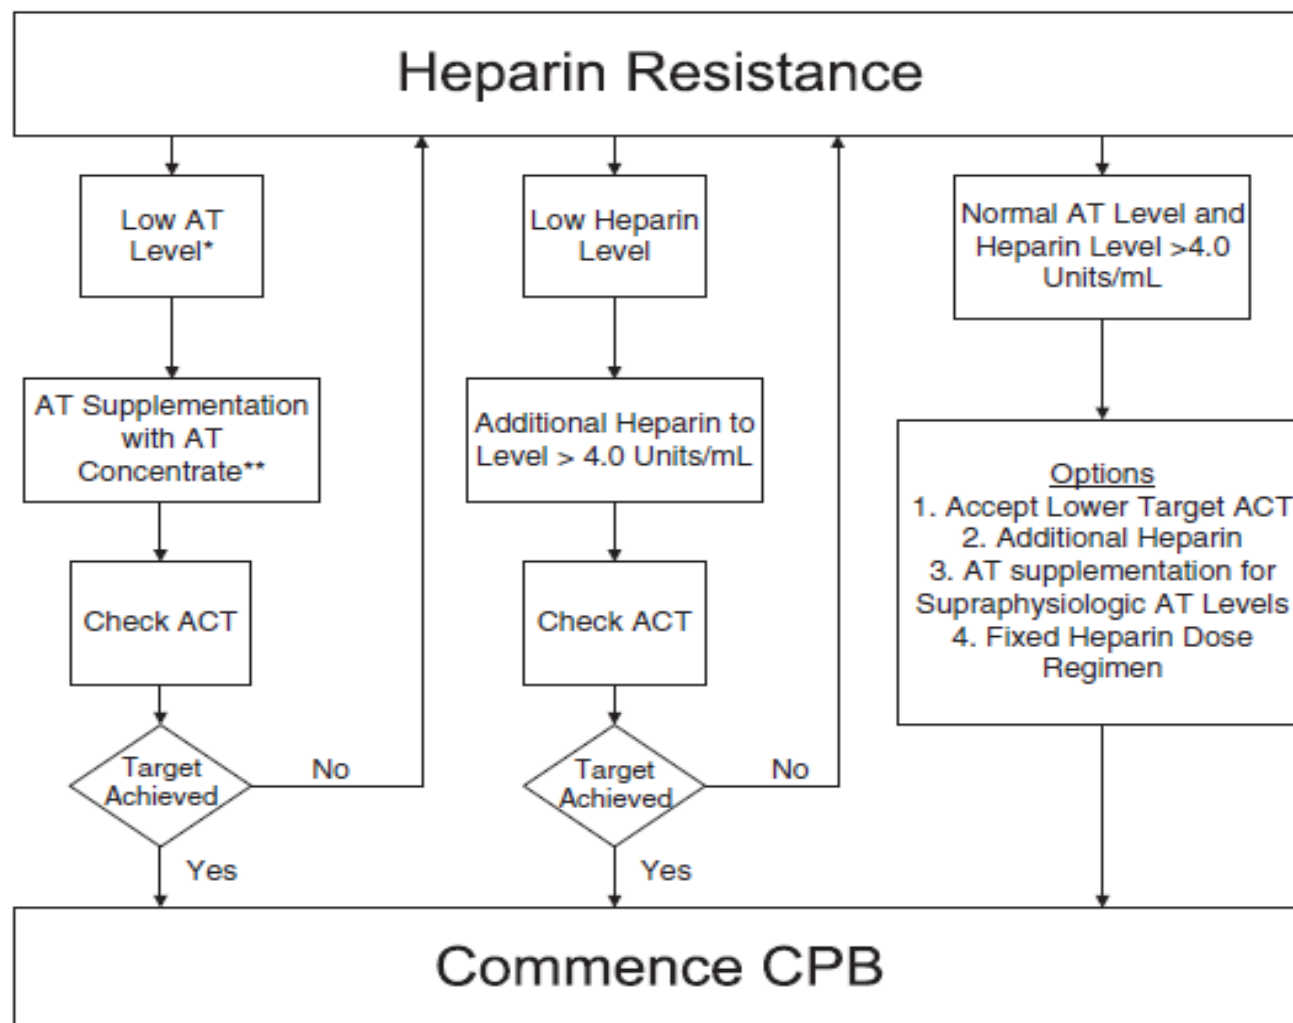 Heparin Resistance
Low AT
Level*
Low Heparin
Level
Normal AT Level and
Heparin Level >4.0
Units/mL
AT Supplementation
with AT
Concentrate**
Additional Heparin to
Level > 4.0 Units/mL
Options
1. Accept Lower Target ACT
2. Additional Heparin
3. AT supplementation for
Supraphysiologic AT Levels
4. Fixed Heparin Dose
Regimen
Check ACT
Check ACT
Target
Achieved
No
Yes
Target
Achieved
No
Yes
Commence CPB